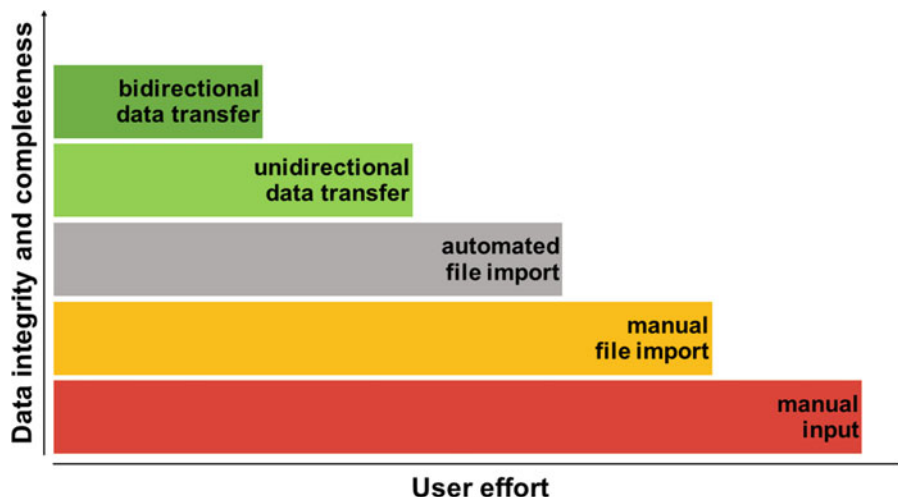 Data integrity and completeness
bidirectional
data transfer
unidirectional
data transfer
automated
file import
manual
file import
manual
input
User effort